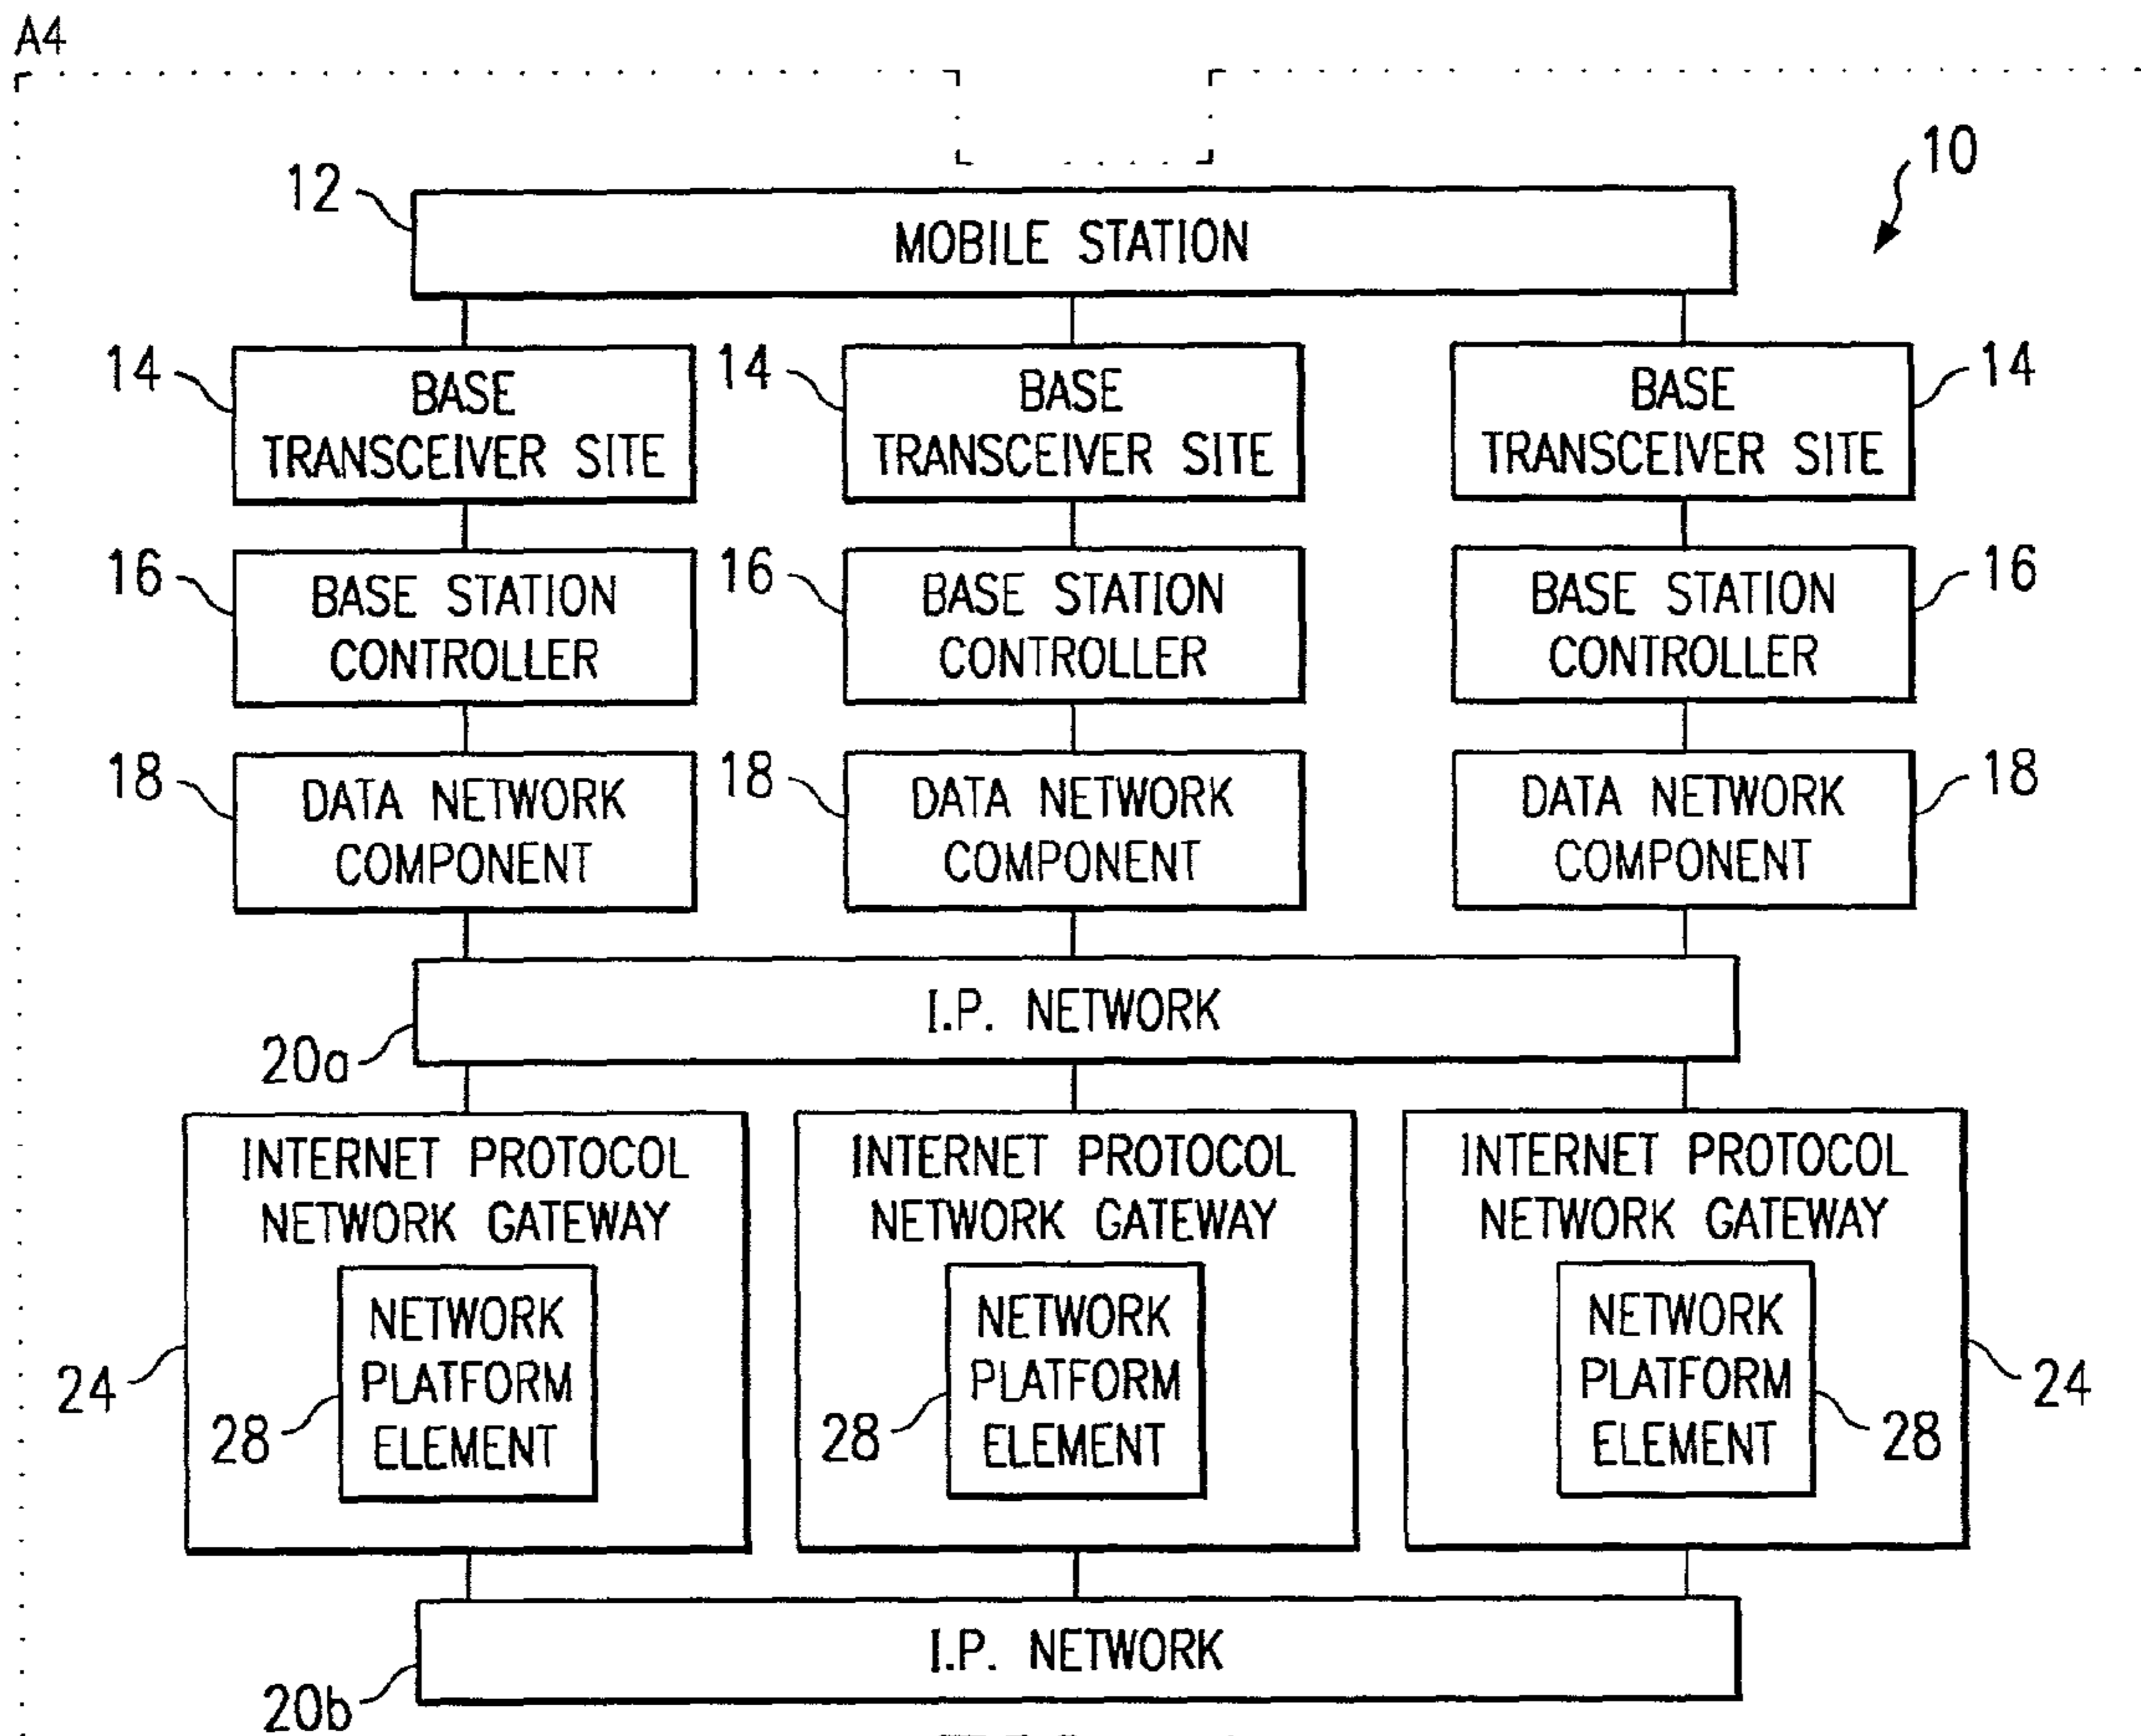 A4
10
12
MOBILE STATION
14
BASE
TRANSCEIVER SITE
14
BASE
TRANSCEIVER SITE
14
BASE
TRANSCEIVER SITE
16
BASE STATION
CONTROLLER
16
BASE STATION
CONTROLLER
16
BASE STATION
CONTROLLER
18
DATA NETWORK
COMPONENT
18
DATA NETWORK
COMPONENT
18
DATA NETWORK
COMPONENT
I.P. NETWORK
20a
INTERNET PROTOCOL
NETWORK GATEWAY
NETWORK
PLATFORM
ELEMENT
24
28
INTERNET PROTOCOL
NETWORK GATEWAY
NETWORK
PLATFORM
ELEMENT
28
INTERNET PROTOCOL
NETWORK GATEWAY
NETWORK
PLATFORM
ELEMENT
24
28
I.P. NETWORK
20b